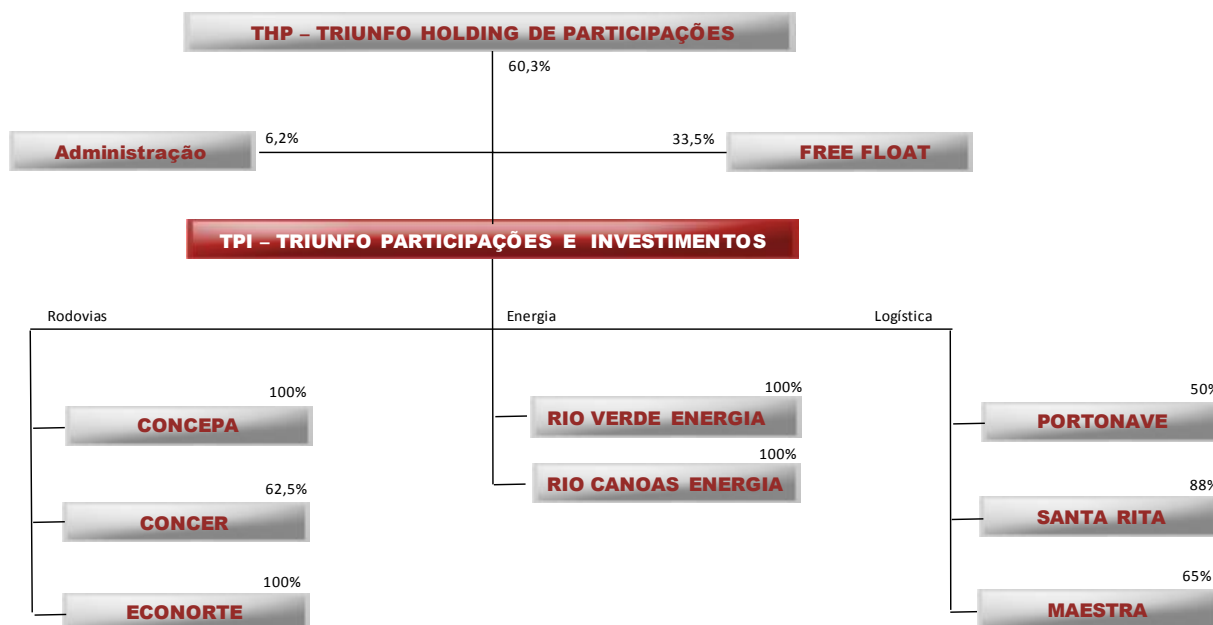 THP – TRIUNFO HOLDING DE PARTICIPAÇÕES
60,3%
Administração
6,2%
33,5%
FREE FLOAT
TPI – TRIUNFO PARTICIPAÇÕES E INVESTIMENTOS
Rodovias
Energia
Logística
100%
CONCEPA
62,5%
CONCER
100%
ECONORTE
100%
RIO VERDE ENERGIA
100%
RIO CANOAS ENERGIA
50%
PORTONAVE
88%
SANTA RITA
65%
MAESTRA